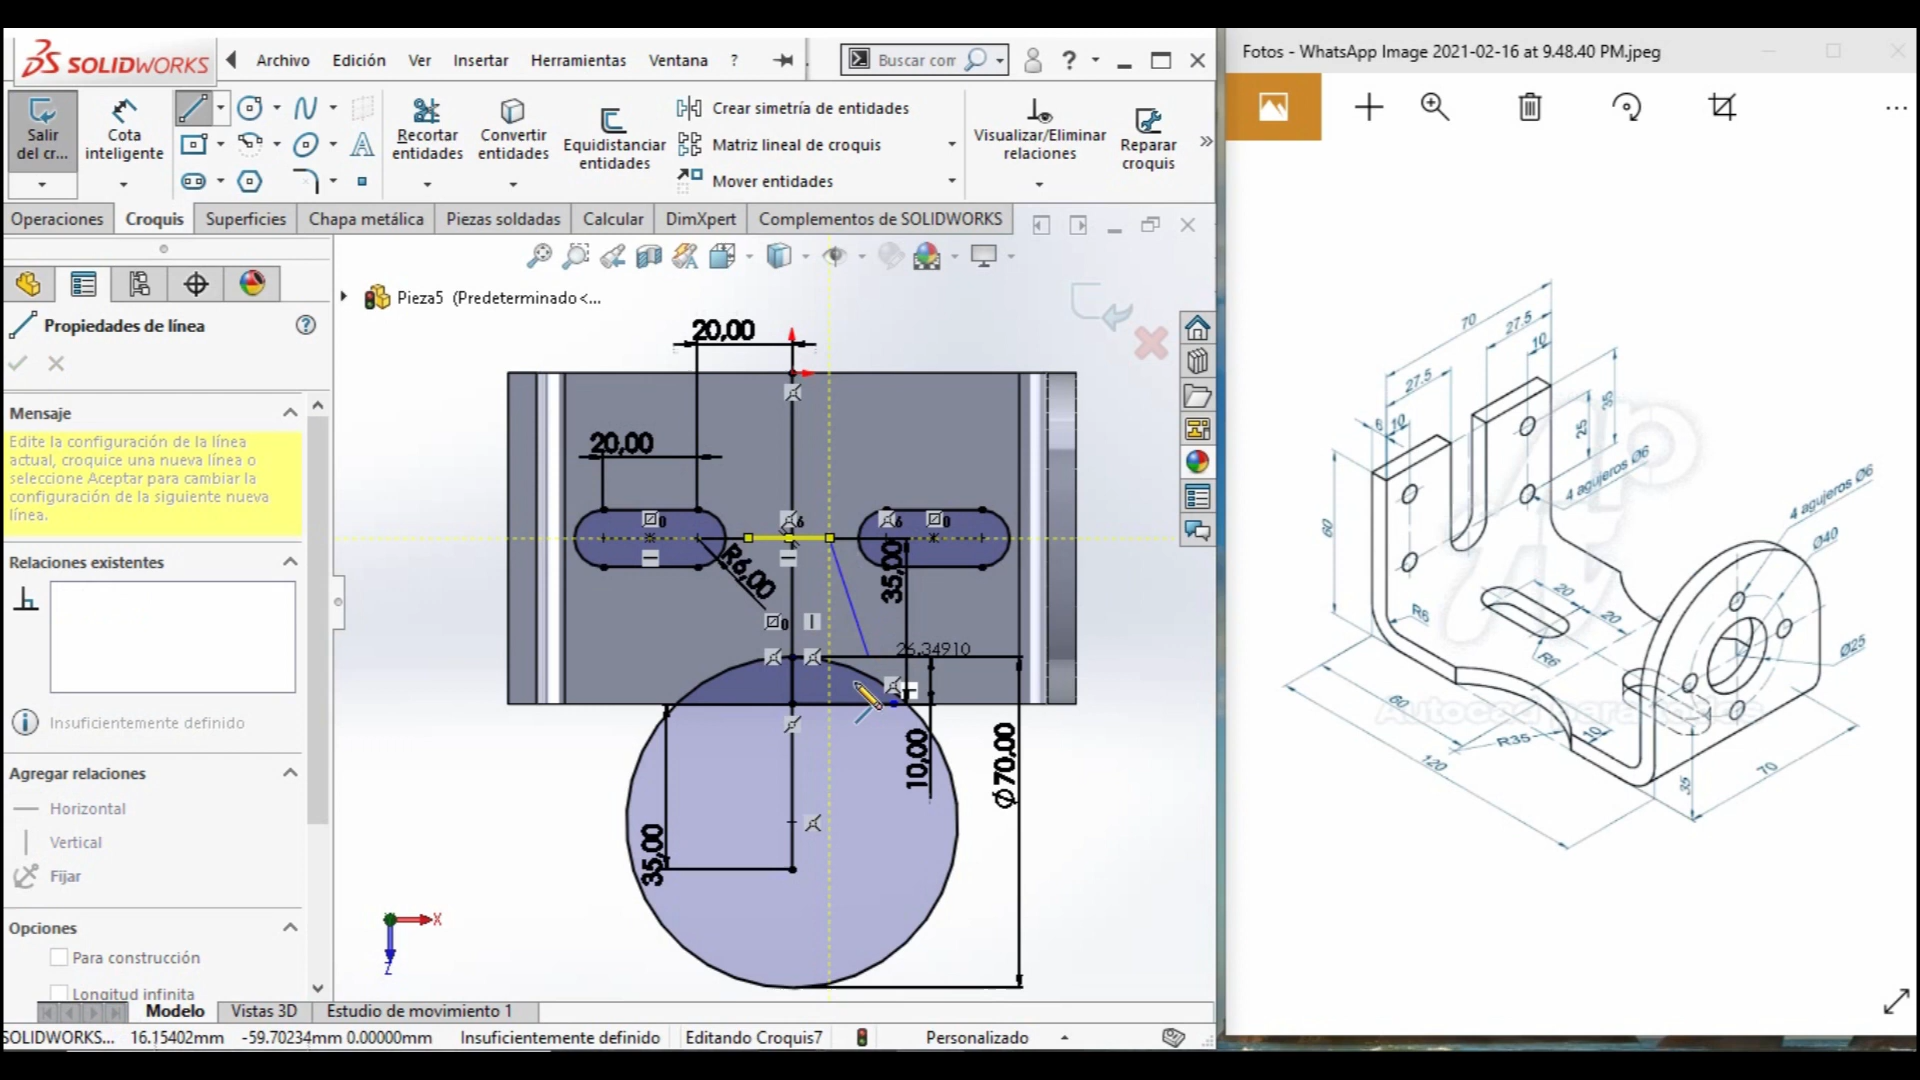 SOLIDWORKS
Archivo
Edición
Ver
Insertar
Herramientas
Ventana
?
Buscar com
?
Fotos - WhatsApp Image 2021-02-16 at 9.48.40 PM.jpeg
Salir
del cr...
Cota
inteligente
Recortar
entidades
Convertir
entidades
Equidistanciar
entidades
Crear simetría de entidades
Matriz lineal de croquis
Mover entidades
Visualizar/Eliminar
relaciones
Reparar
croquis
Operaciones
Croquis
Superficies
Chapa metálica
Piezas soldadas
Calcular
DimXpert
Complementos de SOLIDWORKS
Pieza5 (Predeterminado<...
Propiedades de línea
Mensaje
Edite la configuración de la línea
actual, croquice una nueva línea o
seleccione Aceptar para cambiar la
configuración de la siguiente nueva
línea.
Relaciones existentes
Insuficientemente definido
Agregar relaciones
Horizontal
Vertical
Fijar
Opciones
Para construcción
Longitud infinita
20,00
20,00
R6,00
35,00
26.34910
10,00
Ø70,00
35,00
X
Z
Modelo
Vistas 3D
Estudio de movimiento 1
SOLIDWORKS...
16.15402mm
-59.70234mm
0.00000mm
Insuficientemente definido
Editando Croquis7
Personalizado
70
27.5
10
27.5
6
10
35
25
4 agujeros Ø6
4 agujeros Ø6
Ø40
60
R6
20
20
R6
Ø25
60
R35
10
120
35
70